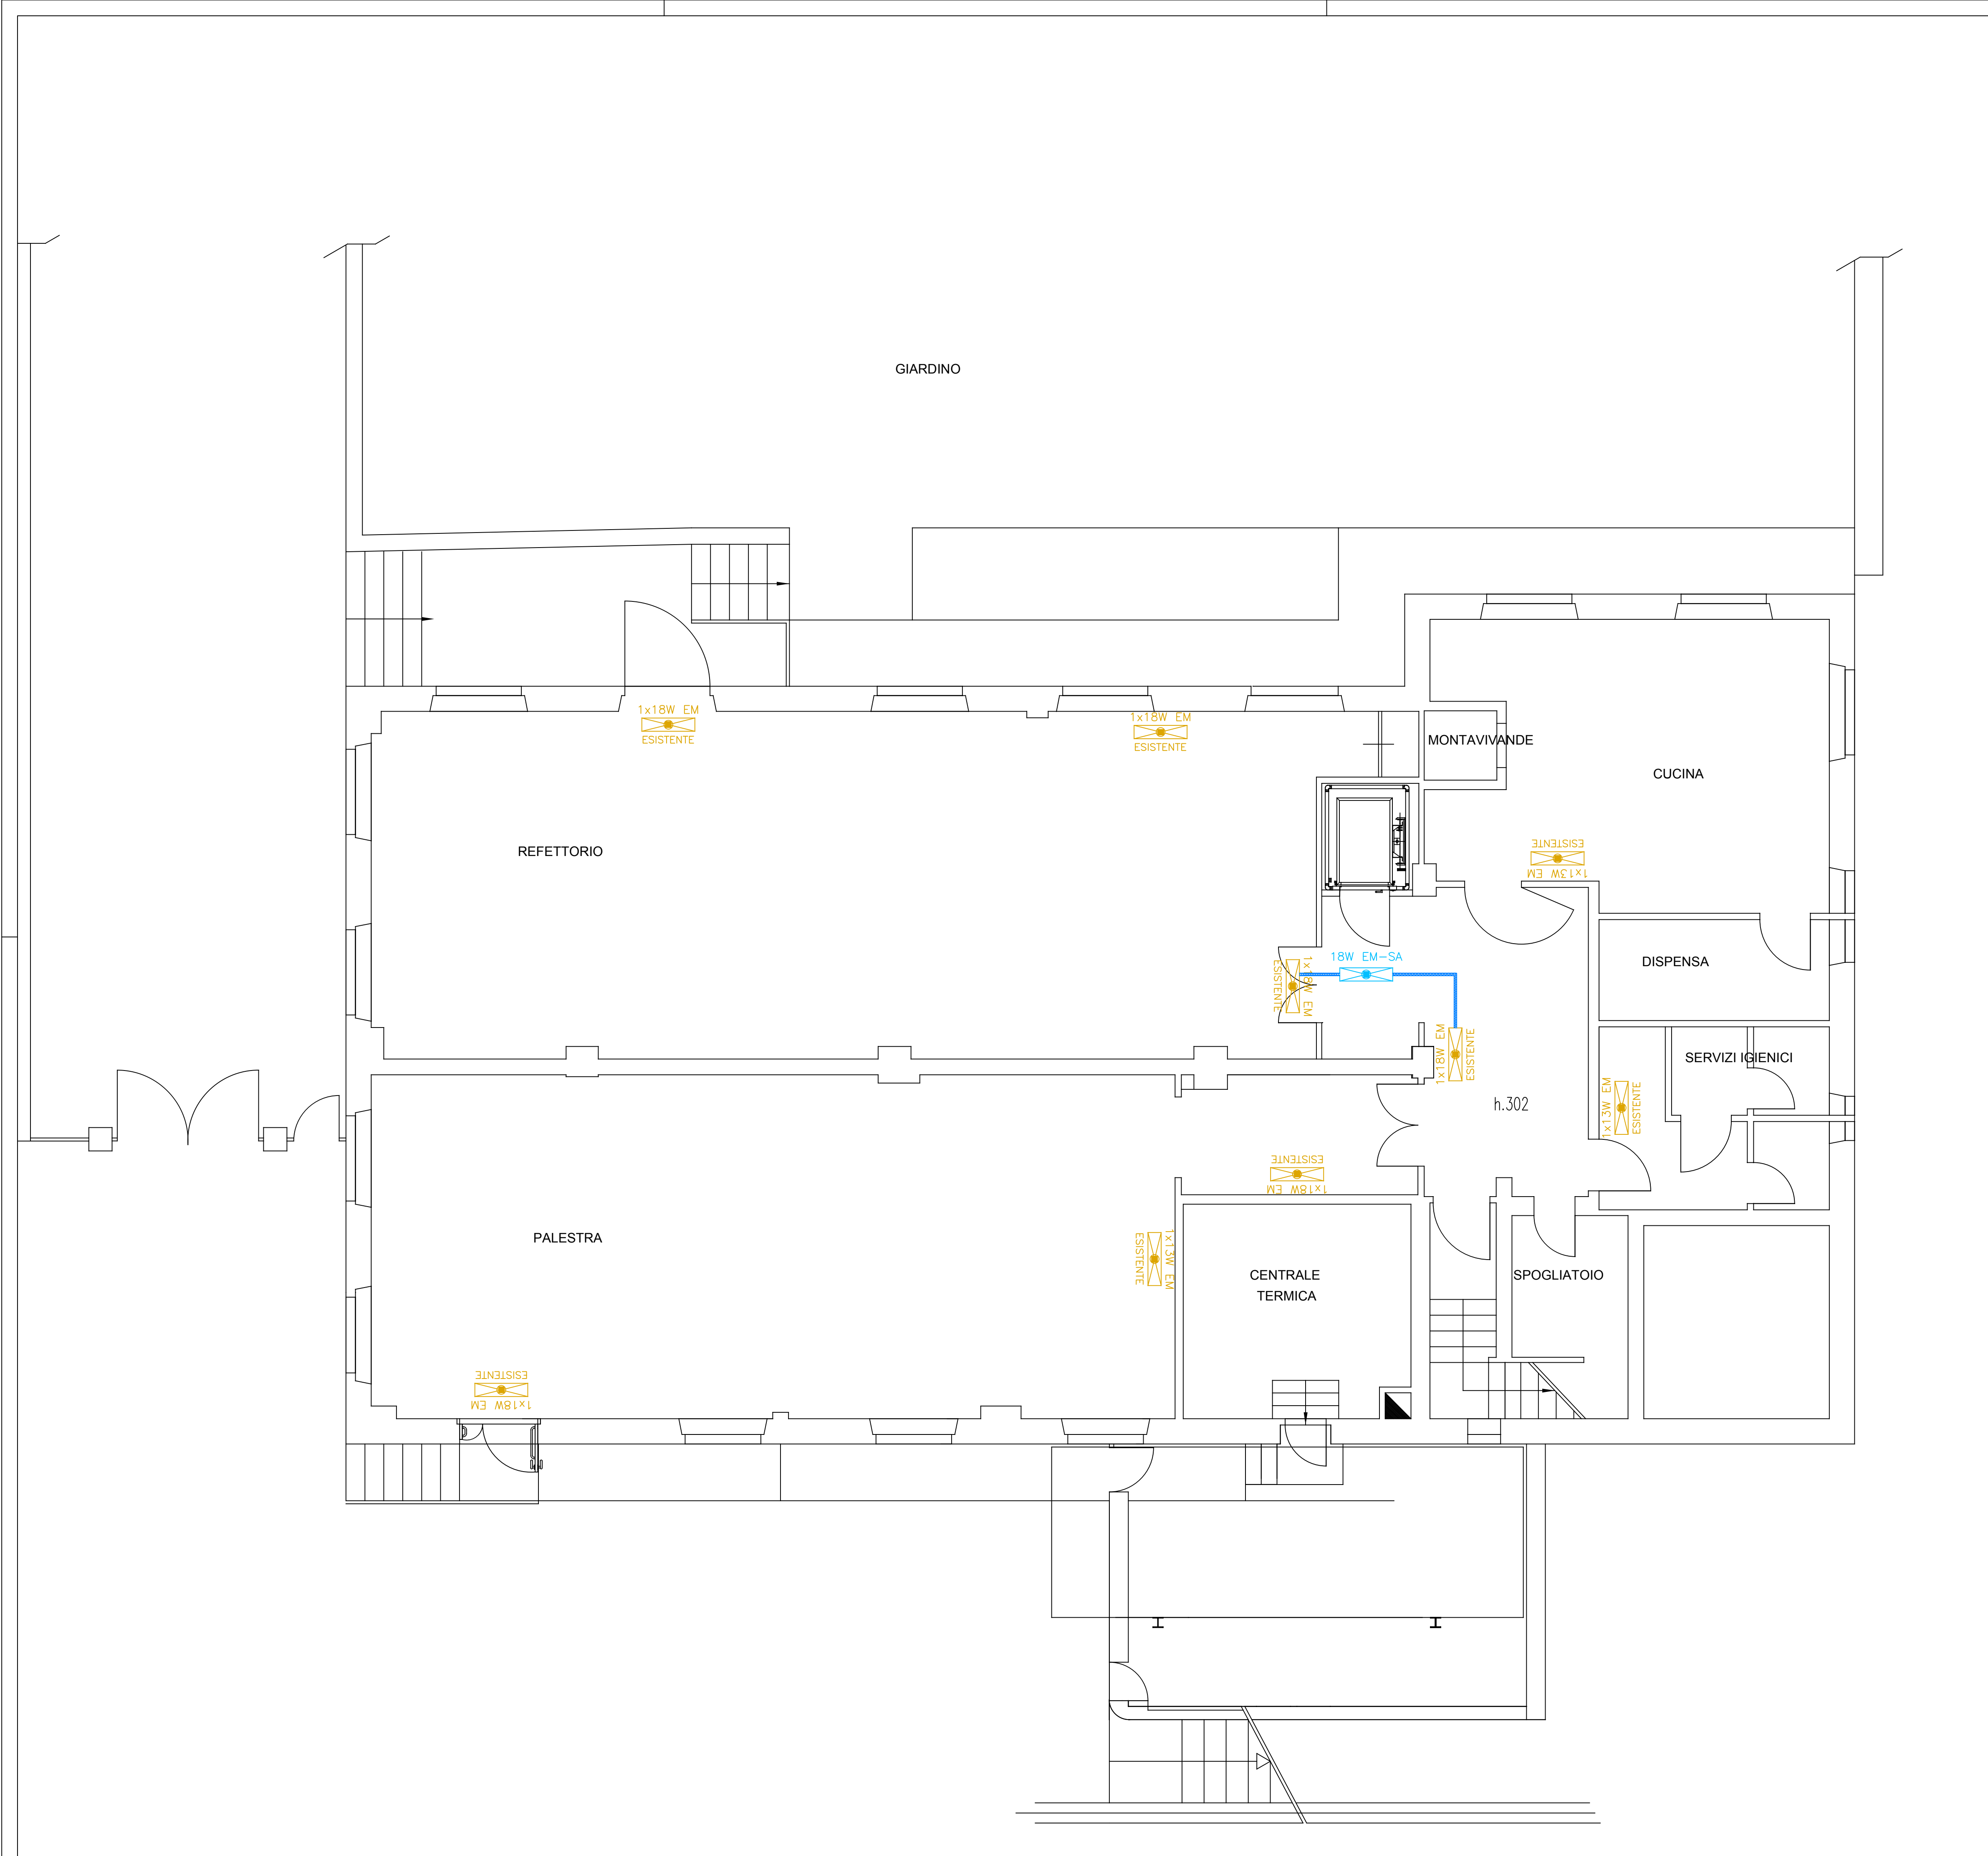 GIARDINO
1x18W EM
ESISTENTE
1x18W EM
ESISTENTE
MONTAVIVANDE
CUCINA
REFETTORIO
ESISTENTE
1x13W EM
18W EM-SA
DISPENSA
1x18W EM
ESISTENTE
1x18W EM
ESISTENTE
SERVIZI IGIENICI
h.302
1x13W EM
ESISTENTE
ESISTENTE
1x18W EM
PALESTRA
1x13W EM
ESISTENTE
CENTRALE
TERMICA
SPOGLIATOIO
ESISTENTE
1x18W EM